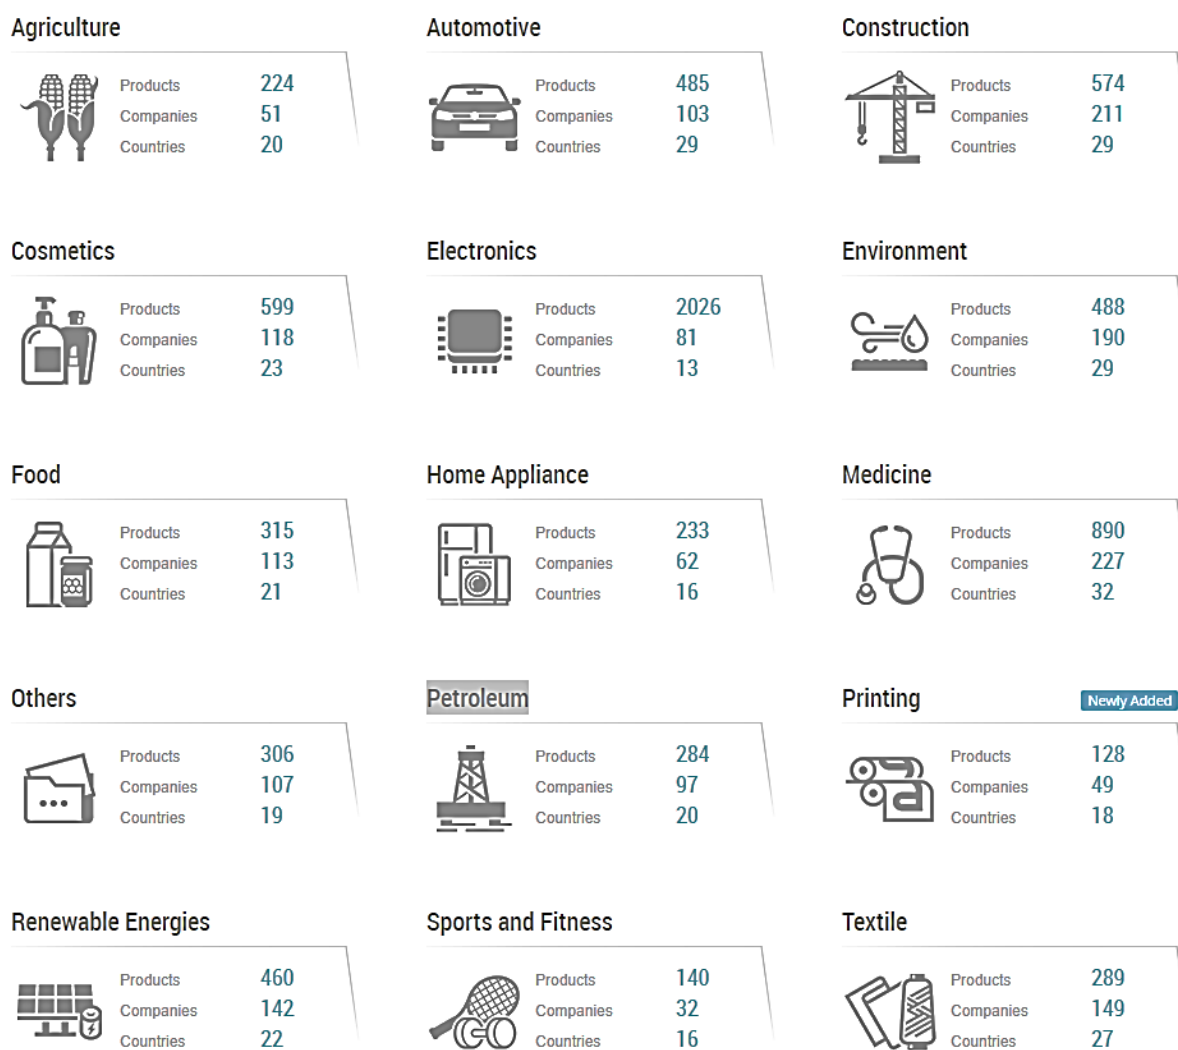 Agriculture
Products 224
Companies 51
Countries 20
Automotive
Products 485
Companies 103
Countries 29
Construction
Products 574
Companies 211
Countries 29
Cosmetics
Products 599
Companies 118
Countries 23
Electronics
Products 2026
Companies 81
Countries 13
Environment
Products 488
Companies 190
Countries 29
Food
Products 315
Companies 113
Countries 21
Home Appliance
Products 233
Companies 62
Countries 16
Medicine
Products 890
Companies 227
Countries 32
Others
Products 306
Companies 107
Countries 19
Petroleum
Products 284
Companies 97
Countries 20
Printing
Newly Added
Products 128
Companies 49
Countries 18
Renewable Energies
Products 460
Companies 142
Countries 22
Sports and Fitness
Products 140
Companies 32
Countries 16
Textile
Products 289
Companies 149
Countries 27